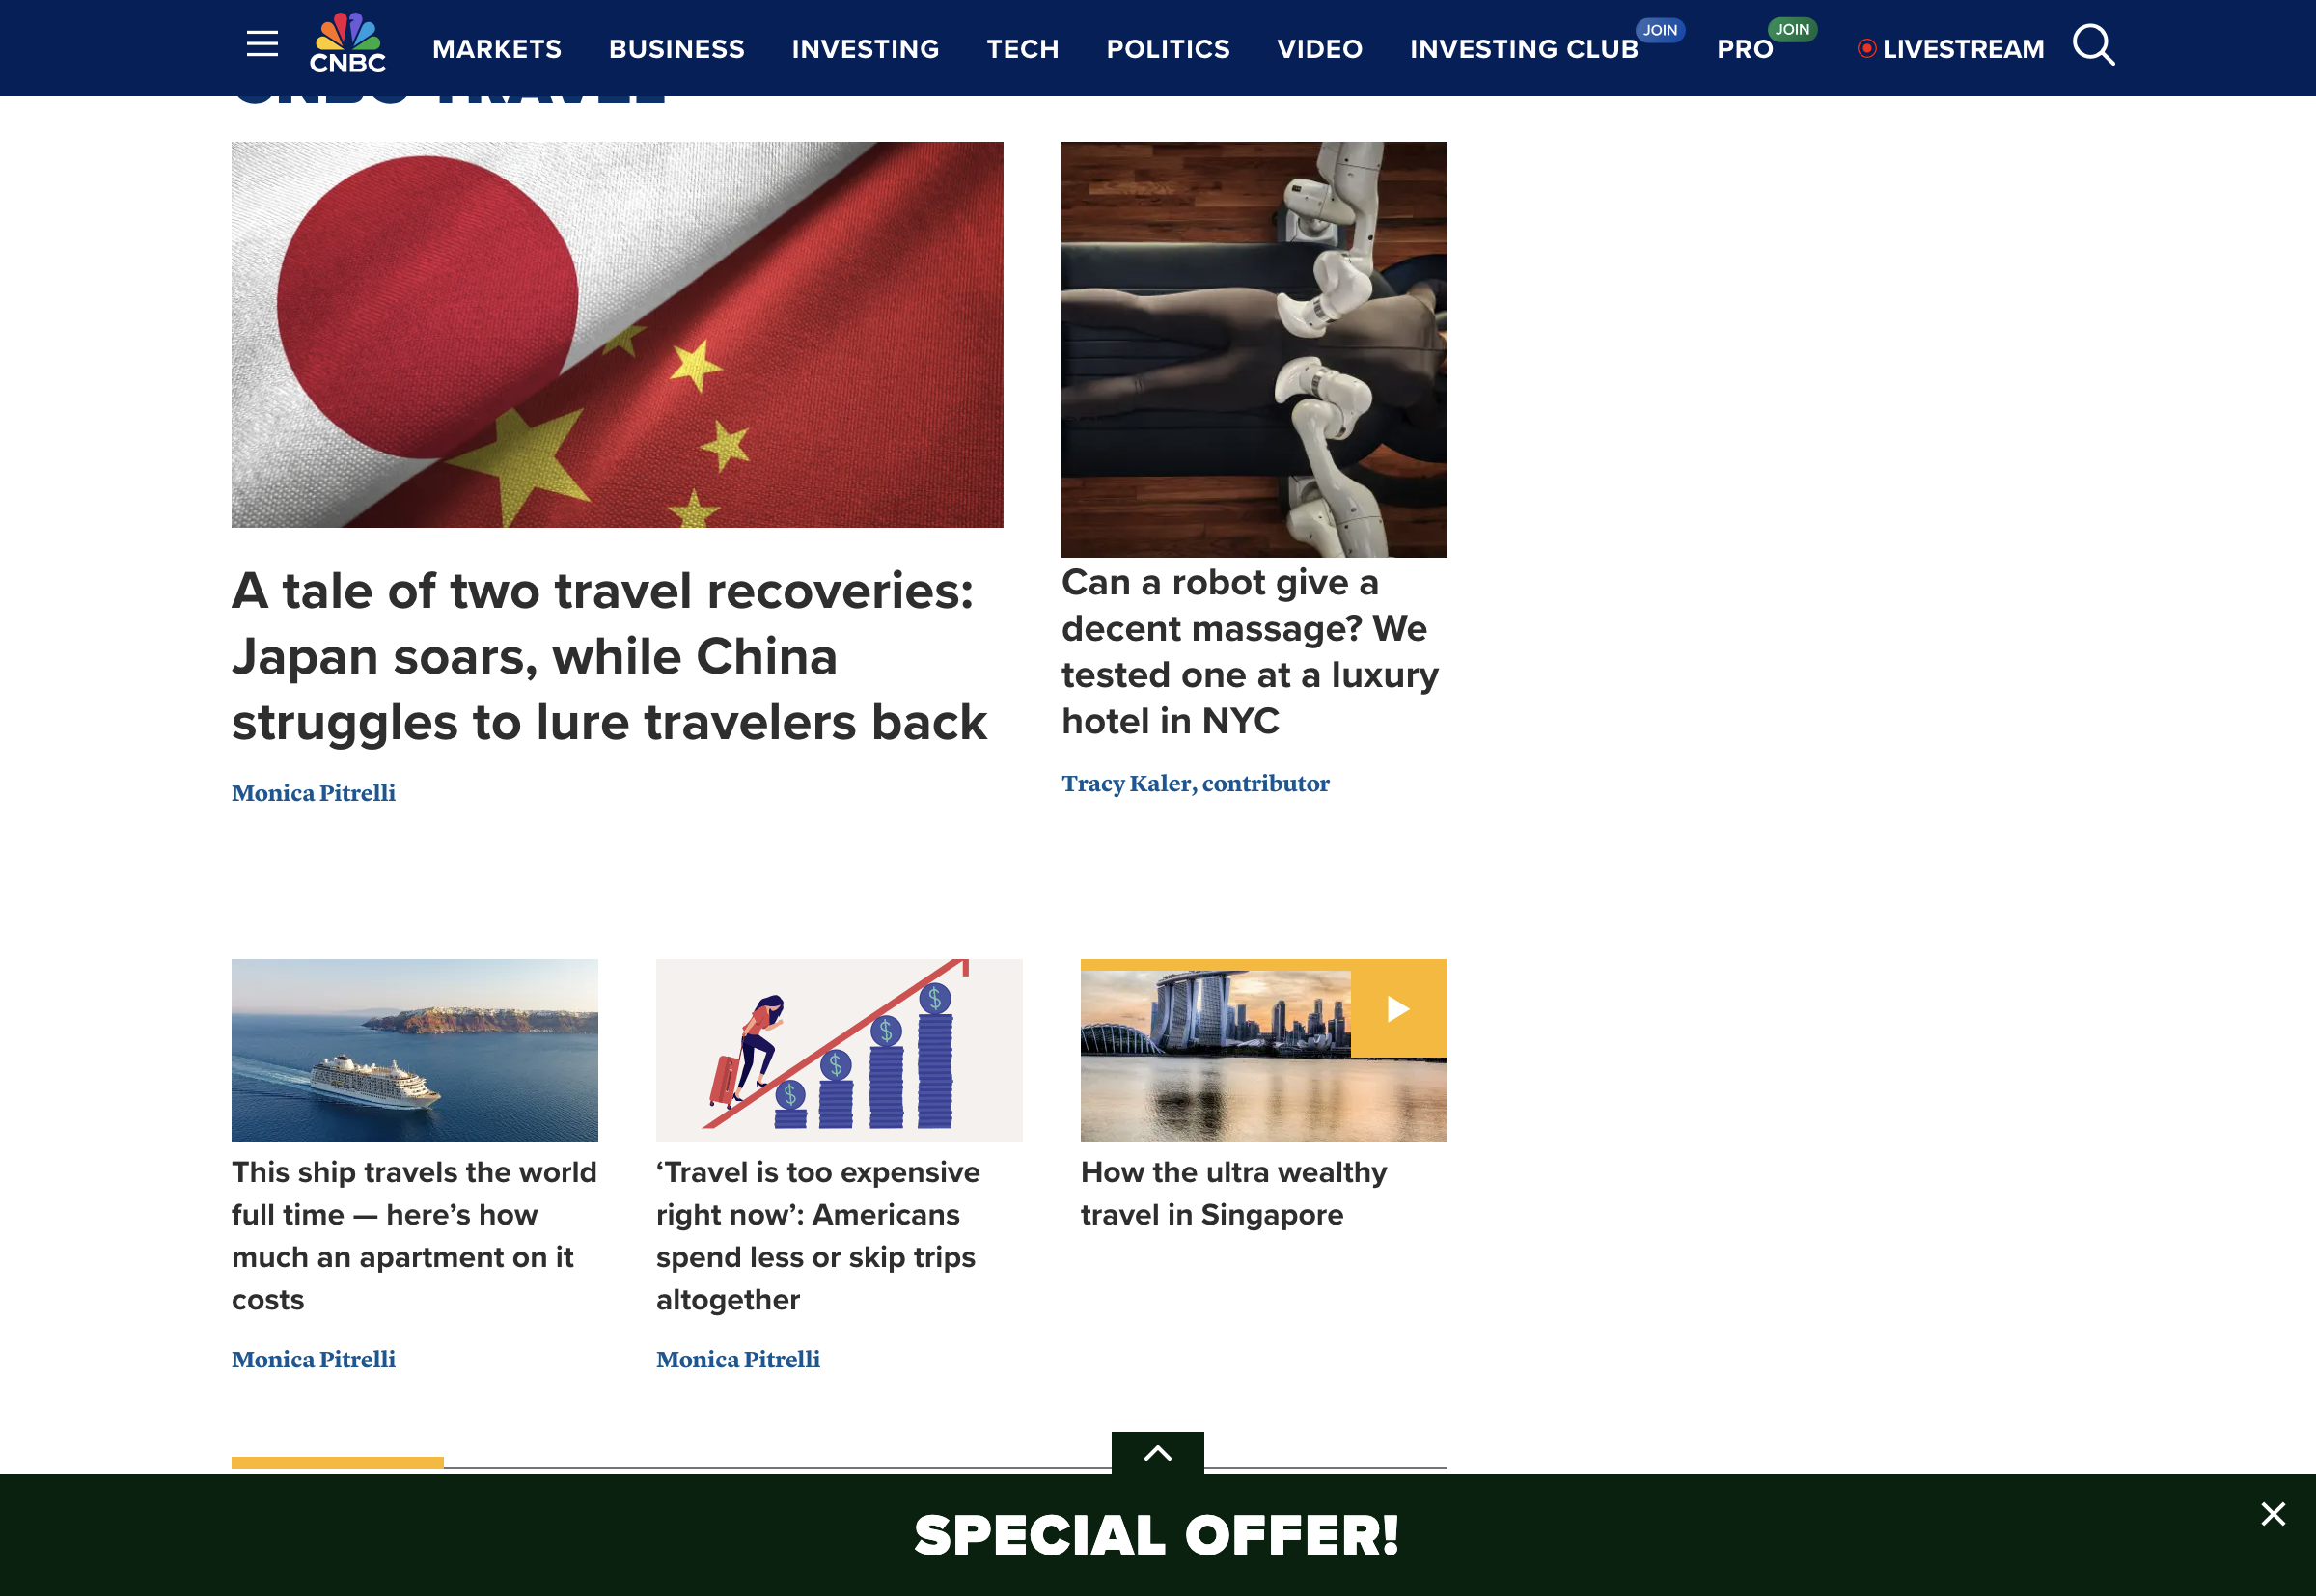 CNBC
MARKETS
BUSINESS
INVESTING
TECH
POLITICS
VIDEO
INVESTING CLUB
JOIN
PRO
JOIN
LIVESTREAM
CNBC TRAVEL
A tale of two travel recoveries:
Japan soars, while China
struggles to lure travelers back
Monica Pitrelli
Can a robot give a
decent massage? We
tested one at a luxury
hotel in NYC
Tracy Kaler, contributor
This ship travels the world
full time — here’s how
much an apartment on it
costs
Monica Pitrelli
$
$
$
$
‘Travel is too expensive
right now’: Americans
spend less or skip trips
altogether
Monica Pitrelli
How the ultra wealthy
travel in Singapore
SPECIAL OFFER!